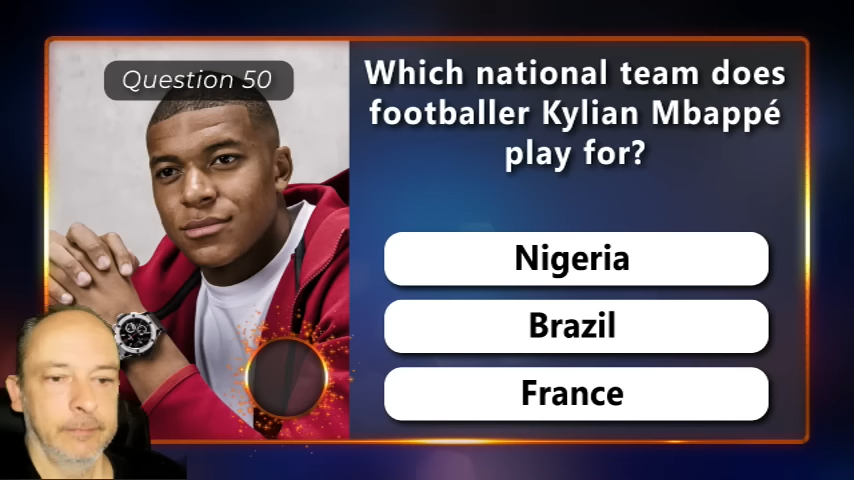 Question 50
Which national team does
footballer Kylian Mbappé
play for?
Nigeria
Brazil
France